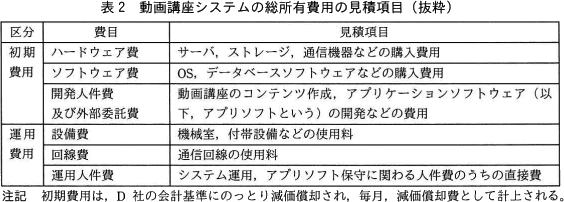 表2 動画講座システムの総所有費用の見積項目（抜粋）
区分 費目 見積項目
初期費用 ハードウェア費 サーバ，ストレージ，通信機器などの購入費用
ソフトウェア費 OS，データベースソフトウェアなどの購入費用
開発人件費 動画講座のコンテンツ作成，アプリケーションソフトウェア（以
及び外部委託費 下，アプリソフトという）の開発などの費用
運用費用 設備費 機械室，付帯設備などの使用料
回線費 通信回線の使用料
運用人件費 システム運用，アプリソフト保守に関わる人件費のうちの直接費
注記 初期費用は，D 社の会計基準にのっとり減価償却され，毎月，減価償却費として計上される。